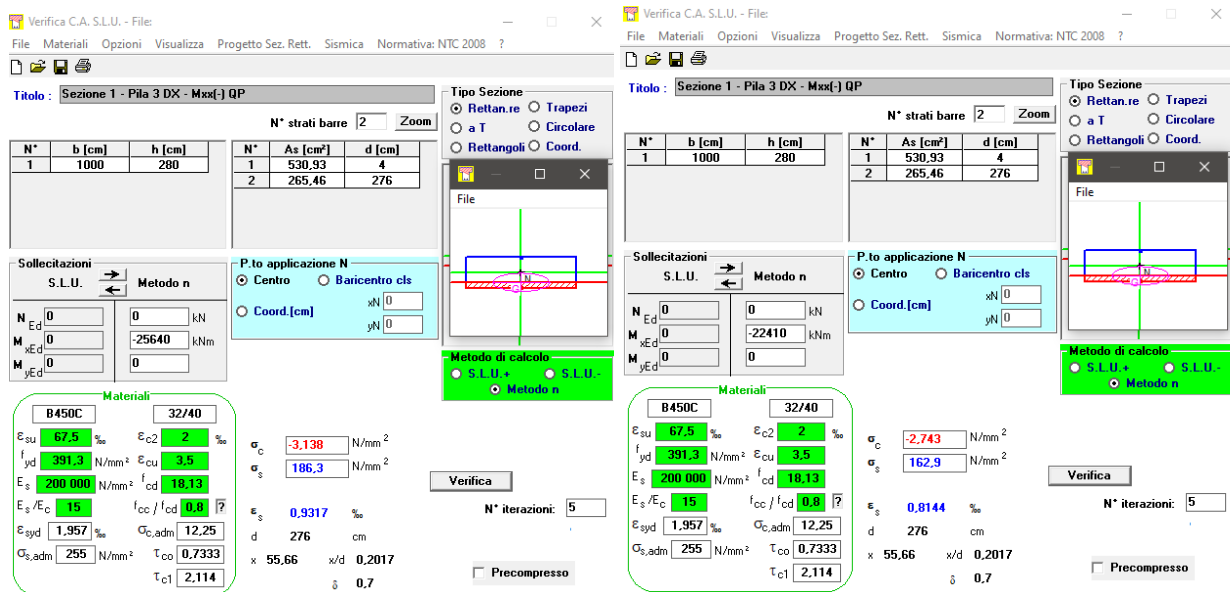 Verifica C.A. S.L.U. - File:
File Materiali Opzioni Visualizza Progetto Sez. Rett. Sismica Normativa: NTC 2008 ?
Titolo : Sezione 1 - Pila 3 DX - Mxx(-) QP
N° strati barre 2 Zoom
N° b [cm] h [cm]
1 1000 280
N° As [cm²] d [cm]
1 530,93 4
2 265,46 276
Tipo Sezione
Rettan.re Trapezi
a T Circolare
Rettangoli Coord.
File
N
G
Sollecitazioni
S.L.U. Metodo n
N Ed 0 0 kN
M xEd 0 -25640 kNm
M yEd 0 0
P.to applicazione N
Centro Baricentro cls
Coord.[cm] xN 0
yN 0
Metodo di calcolo
S.L.U.+ S.L.U.-
Metodo n
Materiali
B450C 32/40
εsu 67,5 ‰ εc2 2 ‰
fyd 391,3 N/mm² εcu 3,5
Es 200 000 N/mm² fcd 18,13
Es/Ec 15 fcc/fcd 0,8 ?
εsyd 1,957 ‰ σc,adm 12,25
σs,adm 255 N/mm² τco 0,7333
τc1 2,114
σc -3,138 N/mm²
σs 186,3 N/mm²
εs 0,9317 ‰
d 276 cm
x 55,66 x/d 0,2017
δ 0,7
Verifica
N° iterazioni: 5
Precompresso
Verifica C.A. S.L.U. - File:
File Materiali Opzioni Visualizza Progetto Sez. Rett. Sismica Normativa: NTC 2008 ?
Titolo : Sezione 1 - Pila 3 DX - Mxx(-) QP
N° strati barre 2 Zoom
N° b [cm] h [cm]
1 1000 280
N° As [cm²] d [cm]
1 530,93 4
2 265,46 276
Tipo Sezione
Rettan.re Trapezi
a T Circolare
Rettangoli Coord.
File
N
G
Sollecitazioni
S.L.U. Metodo n
N Ed 0 0 kN
M xEd 0 -22410 kNm
M yEd 0 0
P.to applicazione N
Centro Baricentro cls
Coord.[cm] xN 0
yN 0
Metodo di calcolo
S.L.U.+ S.L.U.-
Metodo n
Materiali
B450C 32/40
εsu 67,5 ‰ εc2 2 ‰
fyd 391,3 N/mm² εcu 3,5
Es 200 000 N/mm² fcd 18,13
Es/Ec 15 fcc/fcd 0,8 ?
εsyd 1,957 ‰ σc,adm 12,25
σs,adm 255 N/mm² τco 0,7333
τc1 2,114
σc -2,743 N/mm²
σs 162,9 N/mm²
εs 0,8144 ‰
d 276 cm
x 55,66 x/d 0,2017
δ 0,7
Verifica
N° iterazioni: 5
Precompresso